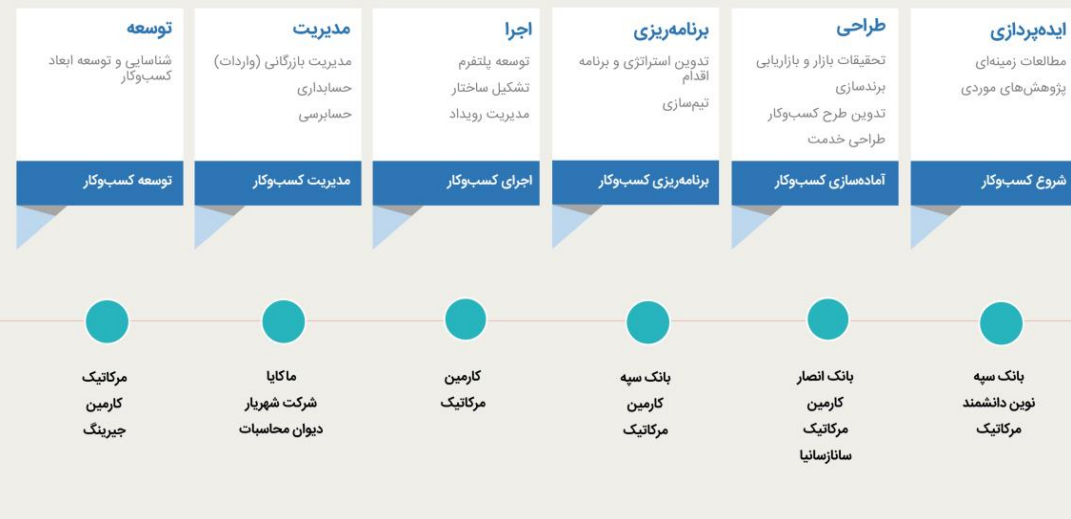 ایده‌پردازی
مطالعات زمینه‌ای
پژوهش‌های موردی
شروع کسب‌وکار
طراحی
تحقیقات بازار و بازاریابی
برندسازی
تدوین طرح کسب‌وکار
طراحی خدمت
آماده‌سازی کسب‌وکار
برنامه‌ریزی
تدوین استراتژی و برنامه
اقدام
تیم‌سازی
برنامه‌ریزی کسب‌وکار
اجرا
توسعه پلتفرم
تشکیل ساختار
مدیریت رویداد
اجرای کسب‌وکار
مدیریت
مدیریت بازرگانی (واردات)
حسابداری
حسابرسی
مدیریت کسب‌وکار
توسعه
شناسایی و توسعه ابعاد
کسب‌وکار
توسعه کسب‌وکار
بانک سپه
نوین دانشمند
مرکاتیک
بانک انصار
کارمین
مرکاتیک
سانازسانیا
بانک سپه
کارمین
مرکاتیک
کارمین
مرکاتیک
ماکایا
شرکت شهریار
دیوان محاسبات
مرکاتیک
کارمین
جیرینگ